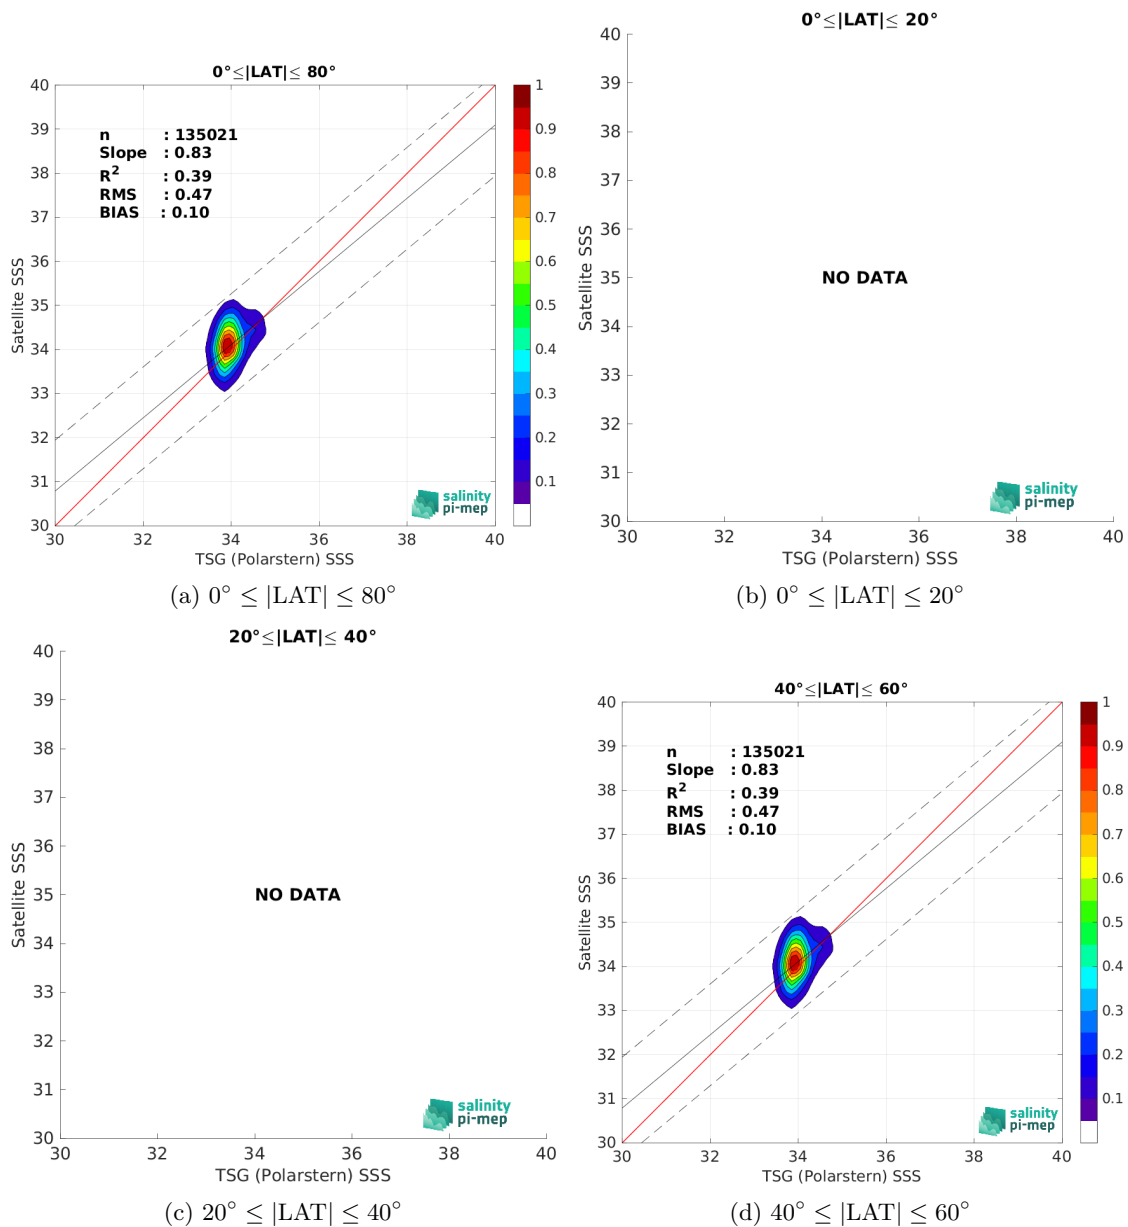 0°≤|LAT|≤ 80°
40
39
38
37
36
35
34
33
32
31
30
Satellite SSS
n : 135021
Slope : 0.83
R² : 0.39
RMS : 0.47
BIAS : 0.10
salinity
pi-mep
30 32 34 36 38 40
TSG (Polarstern) SSS
1
0.9
0.8
0.7
0.6
0.5
0.4
0.3
0.2
0.1
(a) 0° ≤ |LAT| ≤ 80°
0°≤|LAT|≤ 20°
40
39
38
37
36
35
34
33
32
31
30
Satellite SSS
NO DATA
salinity
pi-mep
30 32 34 36 38 40
TSG (Polarstern) SSS
(b) 0° ≤ |LAT| ≤ 20°
20°≤|LAT|≤ 40°
40
39
38
37
36
35
34
33
32
31
30
Satellite SSS
NO DATA
salinity
pi-mep
30 32 34 36 38 40
TSG (Polarstern) SSS
(c) 20° ≤ |LAT| ≤ 40°
40°≤|LAT|≤ 60°
40
39
38
37
36
35
34
33
32
31
30
Satellite SSS
n : 135021
Slope : 0.83
R² : 0.39
RMS : 0.47
BIAS : 0.10
salinity
pi-mep
30 32 34 36 38 40
TSG (Polarstern) SSS
1
0.9
0.8
0.7
0.6
0.5
0.4
0.3
0.2
0.1
(d) 40° ≤ |LAT| ≤ 60°